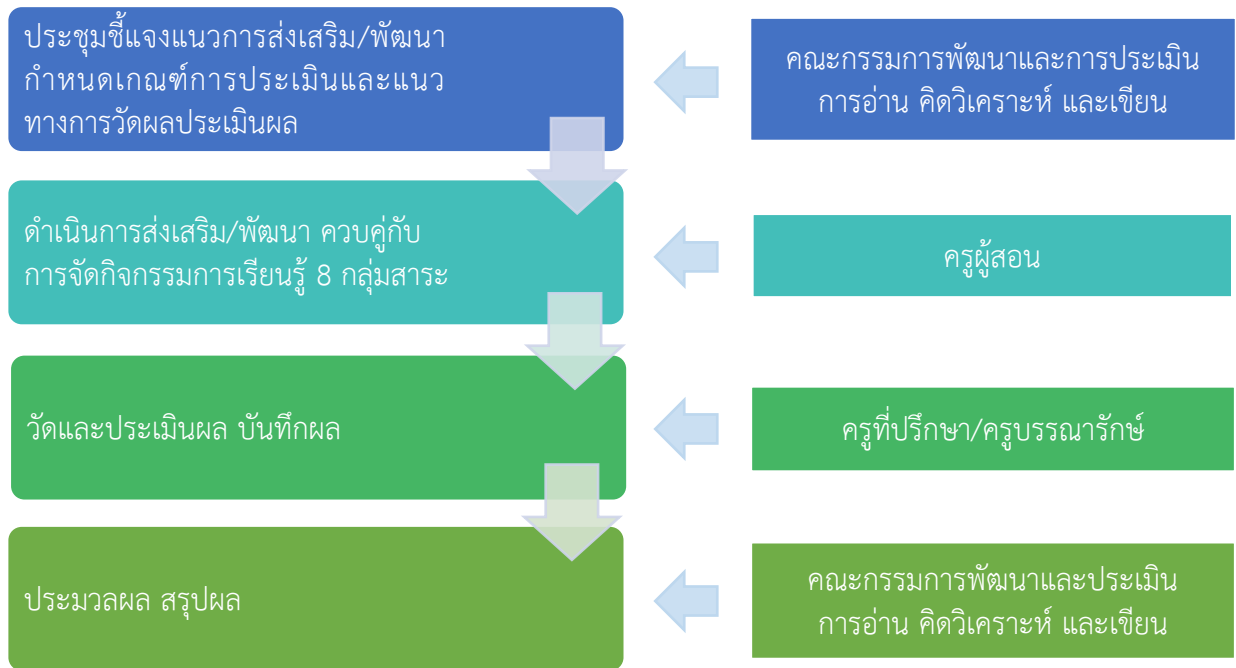 ประชุมชี้แจงแนวการส่งเสริม/พัฒนา
กำหนดเกณฑ์การประเมินและแนว
ทางการวัดผลประเมินผล
คณะกรรมการพัฒนาและการประเมิน
การอ่าน คิดวิเคราะห์ และเขียน
ดำเนินการส่งเสริม/พัฒนา ควบคู่กับ
การจัดกิจกรรมการเรียนรู้ 8 กลุ่มสาระ
ครูผู้สอน
วัดและประเมินผล บันทึกผล
ครูที่ปรึกษา/ครูบรรณารักษ์
ประมวลผล สรุปผล
คณะกรรมการพัฒนาและประเมิน
การอ่าน คิดวิเคราะห์ และเขียน